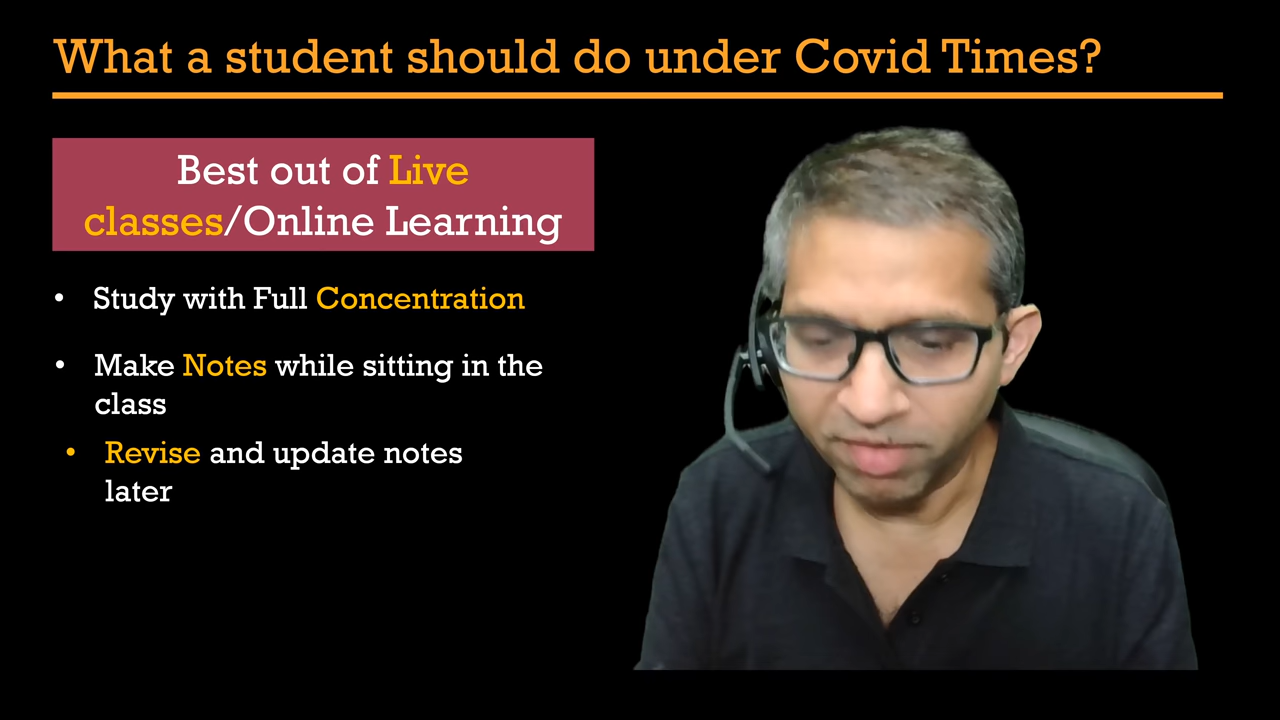 What a student should do under Covid Times?
Best out of Live
classes/Online Learning
• Study with Full Concentration
• Make Notes while sitting in the
class
• Revise and update notes
later